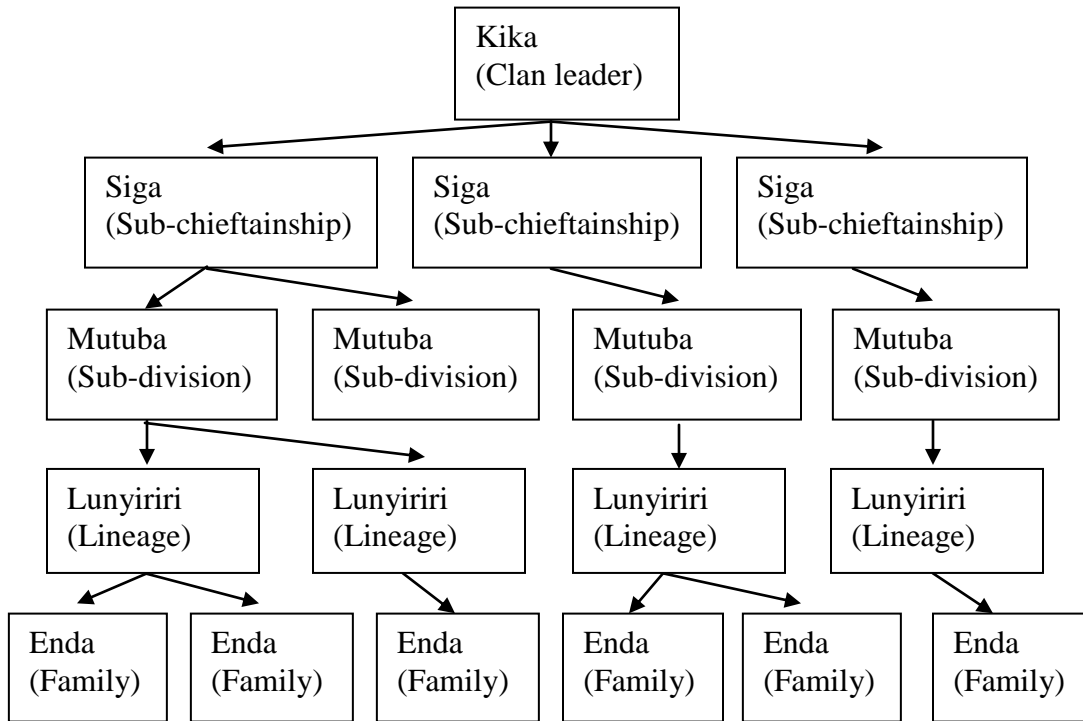 Kika
(Clan leader)
Siga
(Sub-chieftainship)
Siga
(Sub-chieftainship)
Siga
(Sub-chieftainship)
Mutuba
(Sub-division)
Mutuba
(Sub-division)
Mutuba
(Sub-division)
Mutuba
(Sub-division)
Lunyiriri
(Lineage)
Lunyiriri
(Lineage)
Lunyiriri
(Lineage)
Lunyiriri
(Lineage)
Enda
(Family)
Enda
(Family)
Enda
(Family)
Enda
(Family)
Enda
(Family)
Enda
(Family)